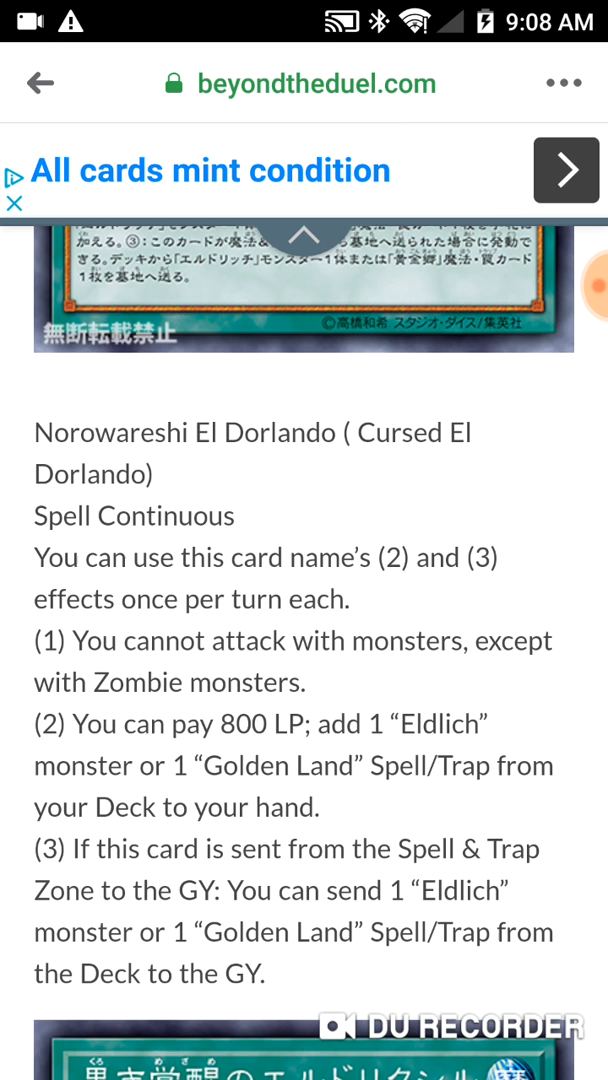 9:08 AM
beyondtheduel.com
All cards mint condition
加える。③:このカードが魔法&
ら墓地へ送られた場合に発動で
きる。デッキから「エルドリッチ」モンスター1体または「黄金郷」魔法・罠カード
1枚を墓地へ送る。
©高橋和希 スタジオ・ダイス/集英社
無断転載禁止
Norowareshi El Dorlando ( Cursed El
Dorlando)
Spell Continuous
You can use this card name’s (2) and (3)
effects once per turn each.
(1) You cannot attack with monsters, except
with Zombie monsters.
(2) You can pay 800 LP; add 1 “Eldlich”
monster or 1 “Golden Land” Spell/Trap from
your Deck to your hand.
(3) If this card is sent from the Spell & Trap
Zone to the GY: You can send 1 “Eldlich”
monster or 1 “Golden Land” Spell/Trap from
the Deck to the GY.
DU RECORDER